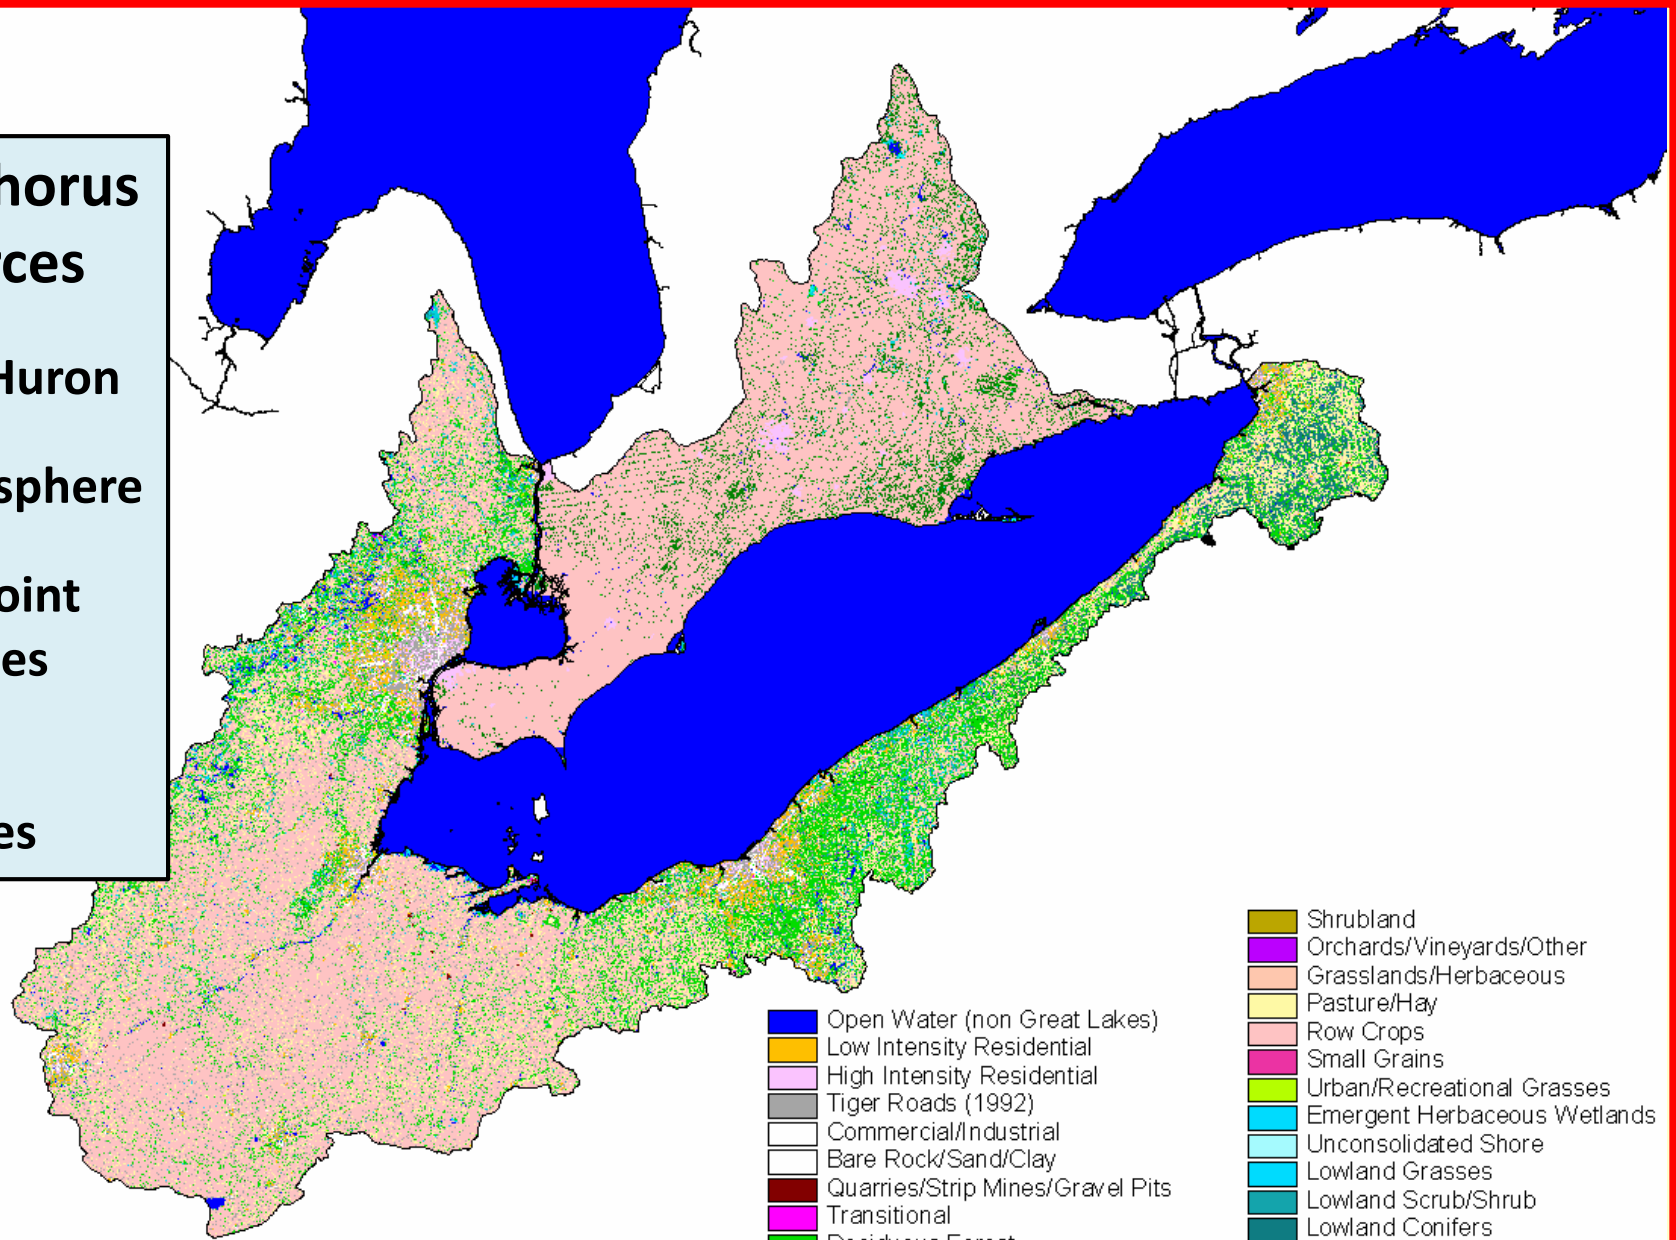 horus
rces
Huron
sphere
oint
es
es
Open Water (non Great Lakes)
Low Intensity Residential
High Intensity Residential
Tiger Roads (1992)
Commercial/Industrial
Bare Rock/Sand/Clay
Quarries/Strip Mines/Gravel Pits
Transitional
Deciduous Forest
Shrubland
Orchards/Vineyards/Other
Grasslands/Herbaceous
Pasture/Hay
Row Crops
Small Grains
Urban/Recreational Grasses
Emergent Herbaceous Wetlands
Unconsolidated Shore
Lowland Grasses
Lowland Scrub/Shrub
Lowland Conifers